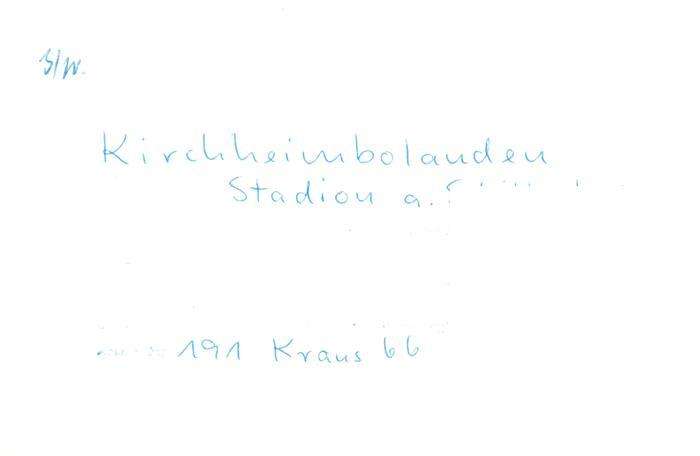 S/W.
Kirchheimbolanden
Stadion a.
191 Kraus 66